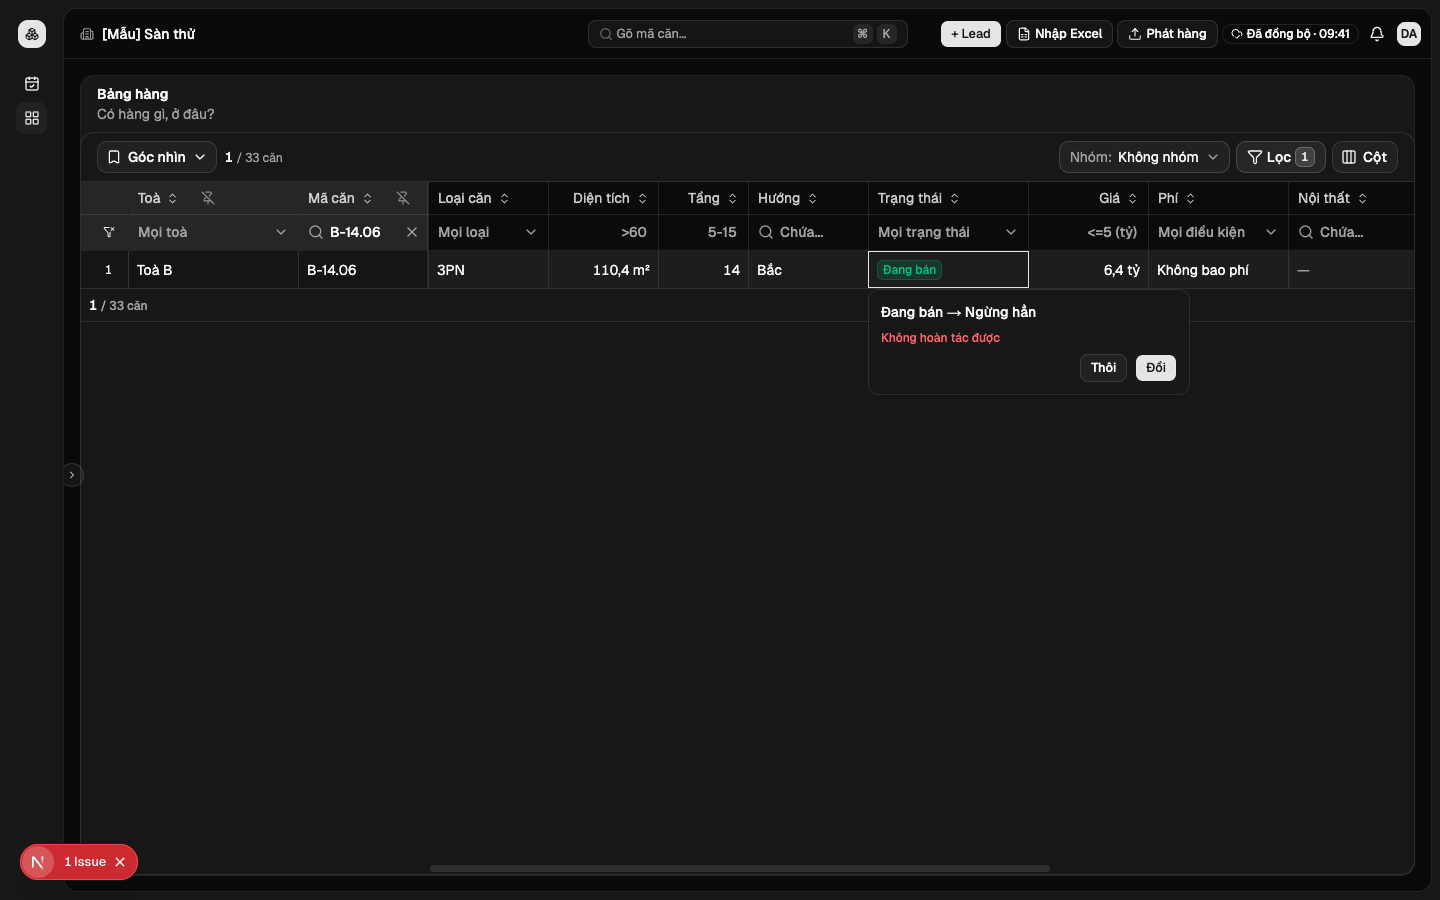 [Mẫu] Sàn thử
Gõ mã căn...
⌘ K
+ Lead
Nhập Excel
Phát hàng
Đã đồng bộ · 09:41
DA
Bảng hàng
Có hàng gì, ở đâu?
Góc nhìn
1 / 33 căn
Nhóm: Không nhóm
Lọc 1
Cột
Toà Mã căn Loại căn Diện tích Tầng Hướng Trạng thái Giá Phí Nội thất
Mọi toà B-14.06 Mọi loại >60 5-15 Chứa... Mọi trạng thái <=5 (tỷ) Mọi điều kiện Chứa...
1 Toà B B-14.06 3PN 110,4 m² 14 Bắc Đang bán 6,4 tỷ Không bao phí —
1 / 33 căn
Đang bán → Ngừng hẳn
Không hoàn tác được
Thôi
Đổi
N 1 Issue